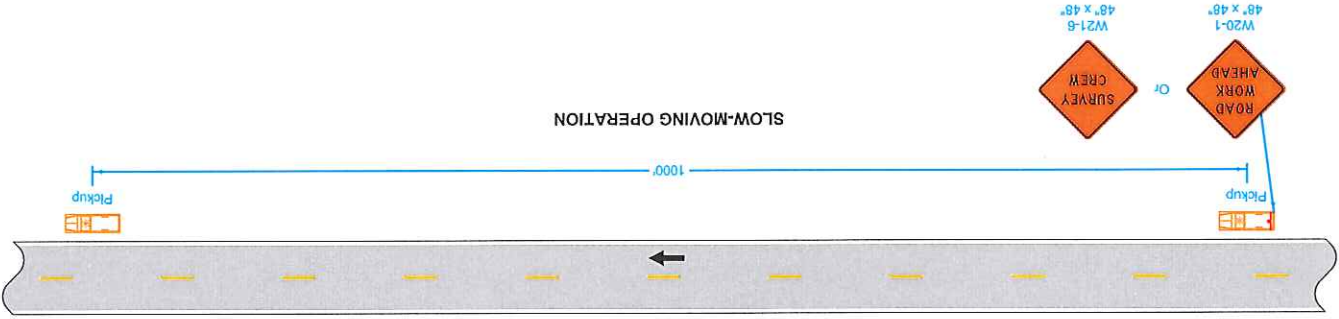 Pickup
Pickup
1000'
SLOW-MOVING OPERATION
ROAD
WORK
AHEAD
Or
SURVEY
CREW
W20-1
48" x 48"
W21-6
48" x 48"